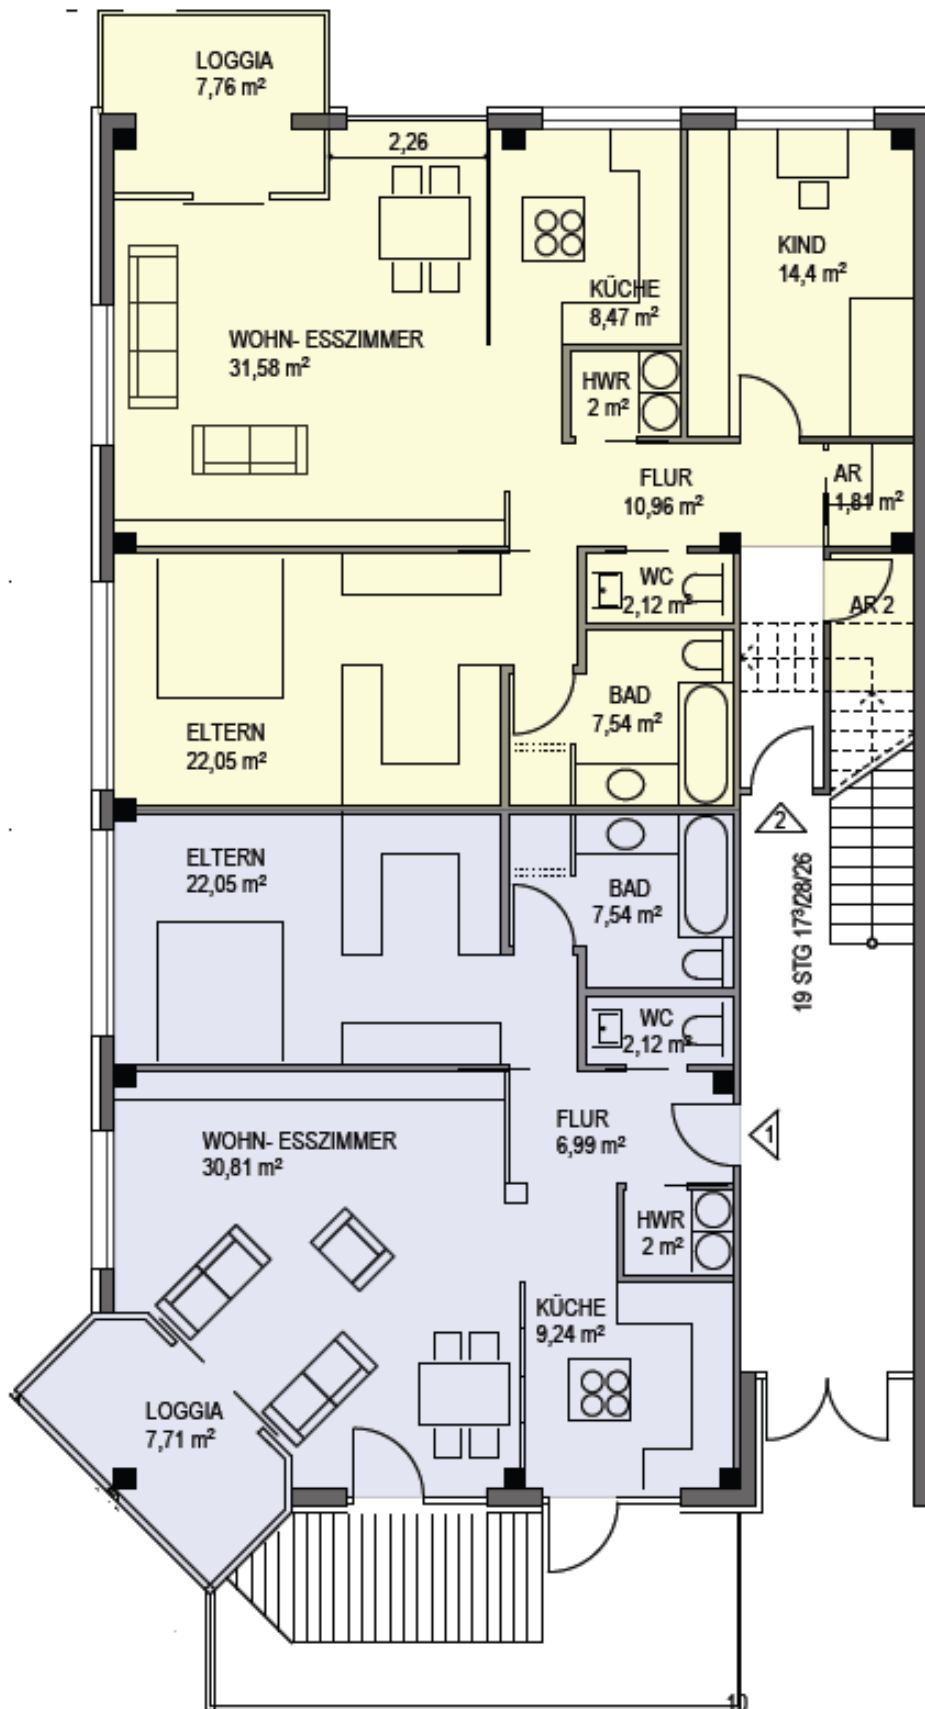 LOGGIA
7,76 m²
2,26
KIND
14,4 m²
KÜCHE
8,47 m²
WOHN- ESSZIMMER
31,58 m²
HWR
2 m²
FLUR
10,96 m²
AR
1,81 m²
WC
2,12 m²
AR 2
BAD
7,54 m²
ELTERN
22,05 m²
2
ELTERN
22,05 m²
BAD
7,54 m²
19 STG 17³/28/26
WC
2,12 m²
FLUR
6,99 m²
1
WOHN- ESSZIMMER
30,81 m²
HWR
2 m²
KÜCHE
9,24 m²
LOGGIA
7,71 m²
10